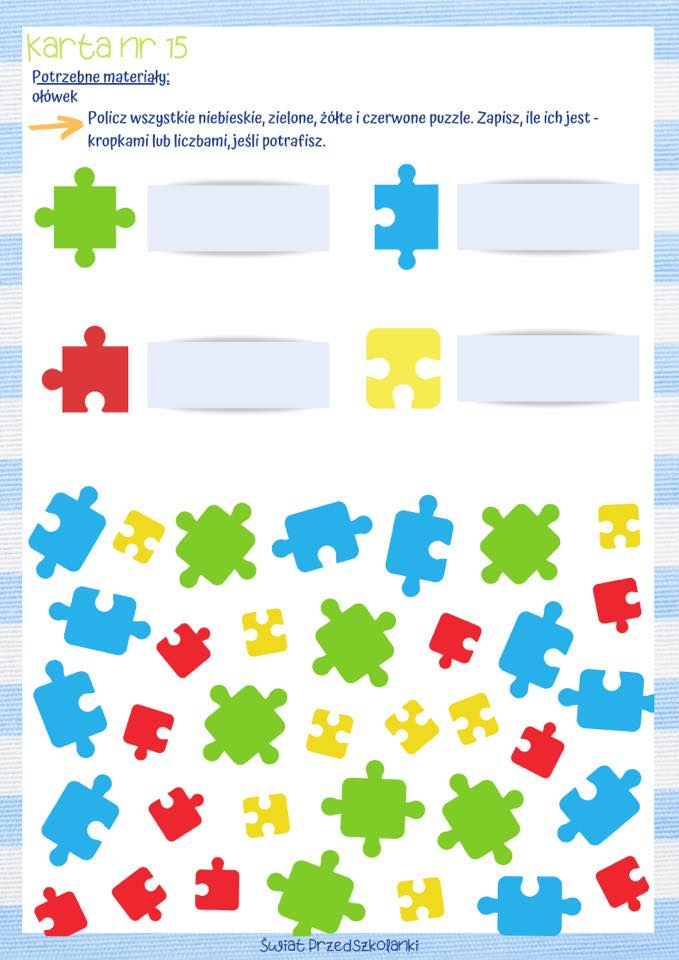 Karta nr 15
Potrzebne materiały:
ołówek
Policz wszystkie niebieskie, zielone, żółte i czerwone puzzle. Zapisz, ile ich jest -
kropkami lub liczbami, jeśli potrafisz.
Świat Przedszkolanki